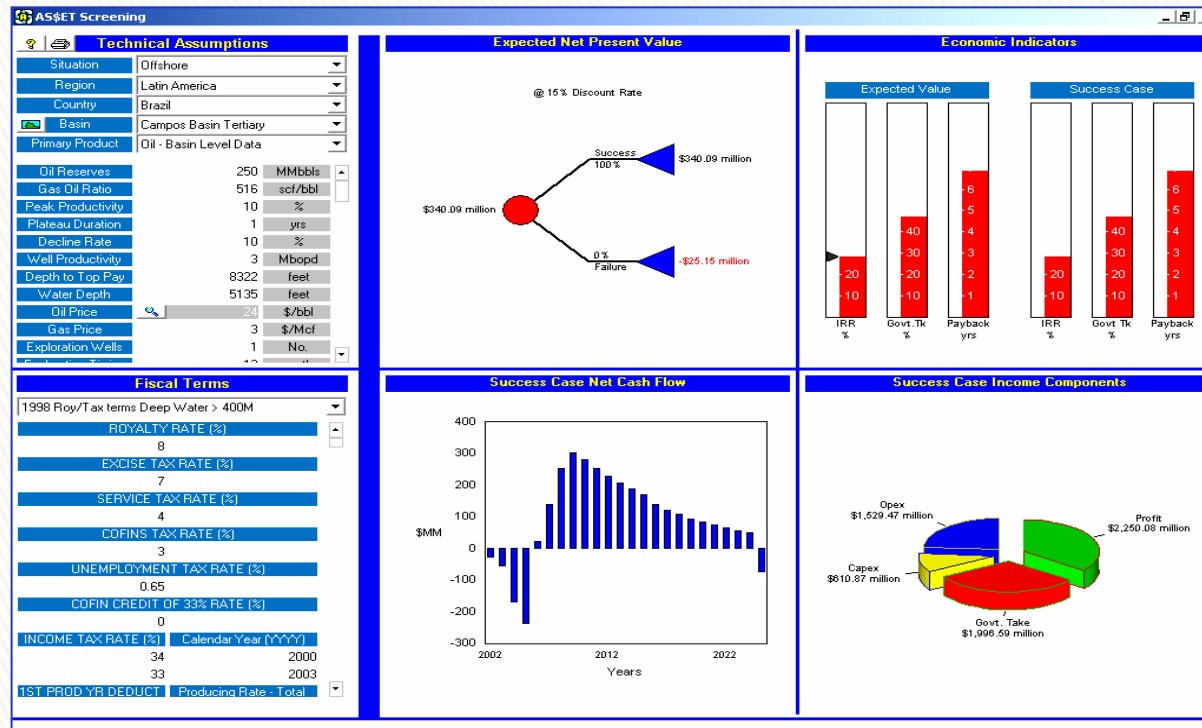 AS$ET Screening
Technical Assumptions
Situation Offshore
Region Latin America
Country Brazil
Basin Campos Basin Tertiary
Primary Product Oil - Basin Level Data
Oil Reserves 250 MMbbls
Gas Oil Ratio 516 scf/bbl
Peak Productivity 10 %
Plateau Duration 1 yrs
Decline Rate 10 %
Well Productivity 3 Mbopd
Depth to Top Pay 8322 feet
Water Depth 5135 feet
Oil Price 24 $/bbl
Gas Price 3 $/Mcf
Exploration Wells 1 No.
Expected Net Present Value
@ 15% Discount Rate
Success
100%
$340.09 million
$340.09 million
0%
Failure
-$25.15 million
Economic Indicators
Expected Value Success Case
6 6
5 5
40 4 40 4
30 3 30 3
20 20 2 20 20 2
10 10 1 10 10 1
IRR Govt.Tk Payback IRR Govt Tk Payback
% % yrs % % yrs
Fiscal Terms
1998 Roy/Tax terms Deep Water > 400M
ROYALTY RATE (%)
8
EXCISE TAX RATE (%)
7
SERVICE TAX RATE (%)
4
COFINS TAX RATE (%)
3
UNEMPLOYMENT TAX RATE (%)
0.65
COFIN CREDIT OF 33% RATE (%)
0
INCOME TAX RATE (%) Calendar Year (YYYY)
34 2000
33 2003
1ST PROD YR DEDUCT Producing Rate - Total
Success Case Net Cash Flow
400
300
200
100
$MM
0
-100
-200
-300
2002 2012 2022
Years
Success Case Income Components
Opex
$1,529.47 million
Profit
$2,250.08 million
Capex
$610.87 million
Govt. Take
$1,996.59 million